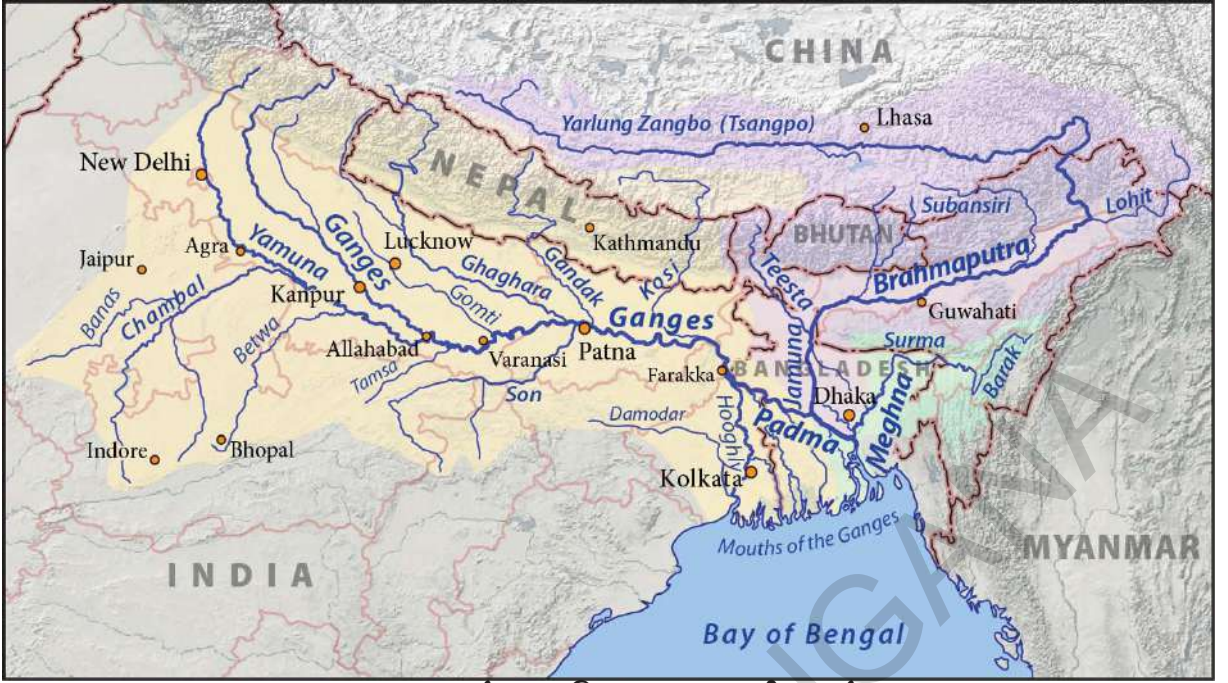 CHINA
Yarlung Zangbo (Tsangpo)
Lhasa
New Delhi
NEPAL
Subansiri
Lohit
Ganges
Yamuna
Agra
Lucknow
Kathmandu
BHUTAN
Jaipur
Ghaghara
Gandak
Kosi
Teesta
Brahmaputra
Banas
Chambal
Kanpur
Gomti
Ganges
Guwahati
Betwa
Allahabad
Varanasi
Patna
Surma
Tamsa
Farakka
BANGLADESH
Jamuna
Barak
Son
Dhaka
Meghna
Damodar
Hooghly
Padma
Indore
Bhopal
Kolkata
Mouths of the Ganges
MYANMAR
INDIA
Bay of Bengal